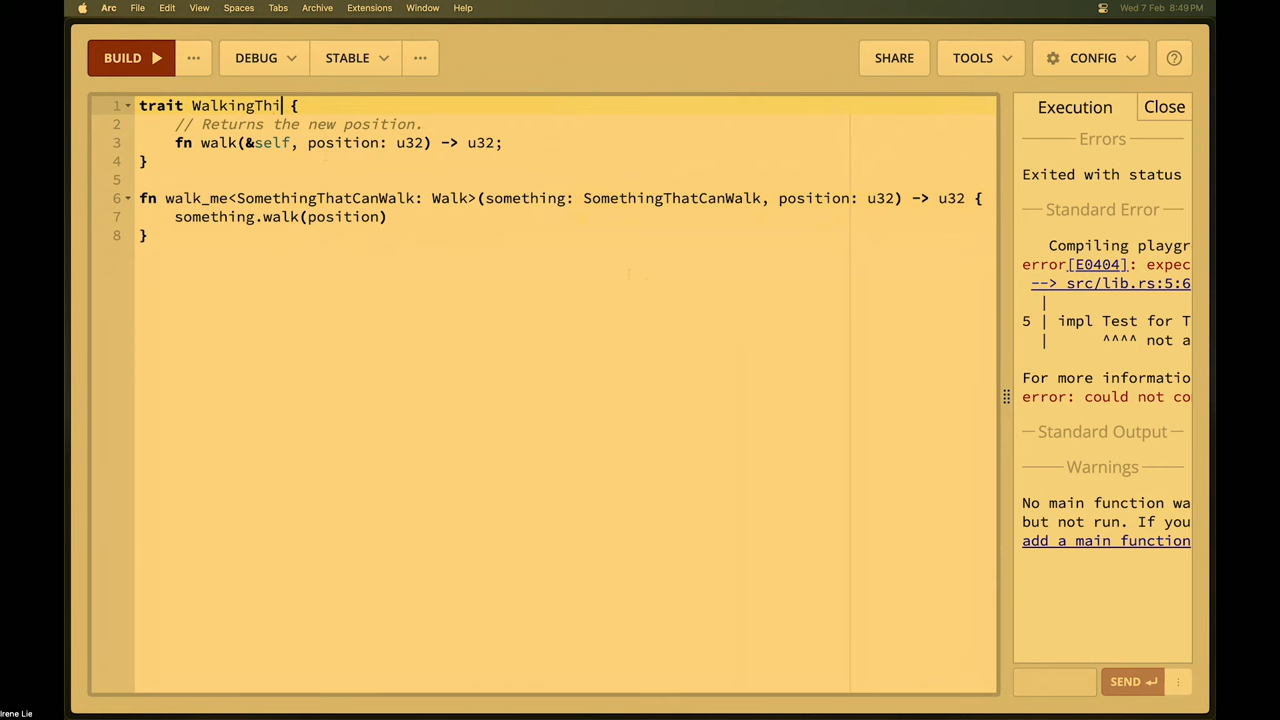 Arc File Edit View Spaces Tabs Archive Extensions Window Help Wed 7 Feb 8:49 PM
BUILD ... DEBUG STABLE ... SHARE TOOLS CONFIG
1 trait WalkingThi {
2 // Returns the new position.
3 fn walk(&self, position: u32) -> u32;
4 }
5
6 fn walk_me<SomethingThatCanWalk: Walk>(something: SomethingThatCanWalk, position: u32) -> u32 {
7 something.walk(position)
8 }
Execution Close
Errors
Exited with status
Standard Error
Compiling playgr
error[E0404]: expec
--> src/lib.rs:5:6
|
5 | impl Test for T
| ^^^^ not a
For more informatio
error: could not co
Standard Output
Warnings
No main function wa
but not run. If you
add a main function
SEND
Irene Lie